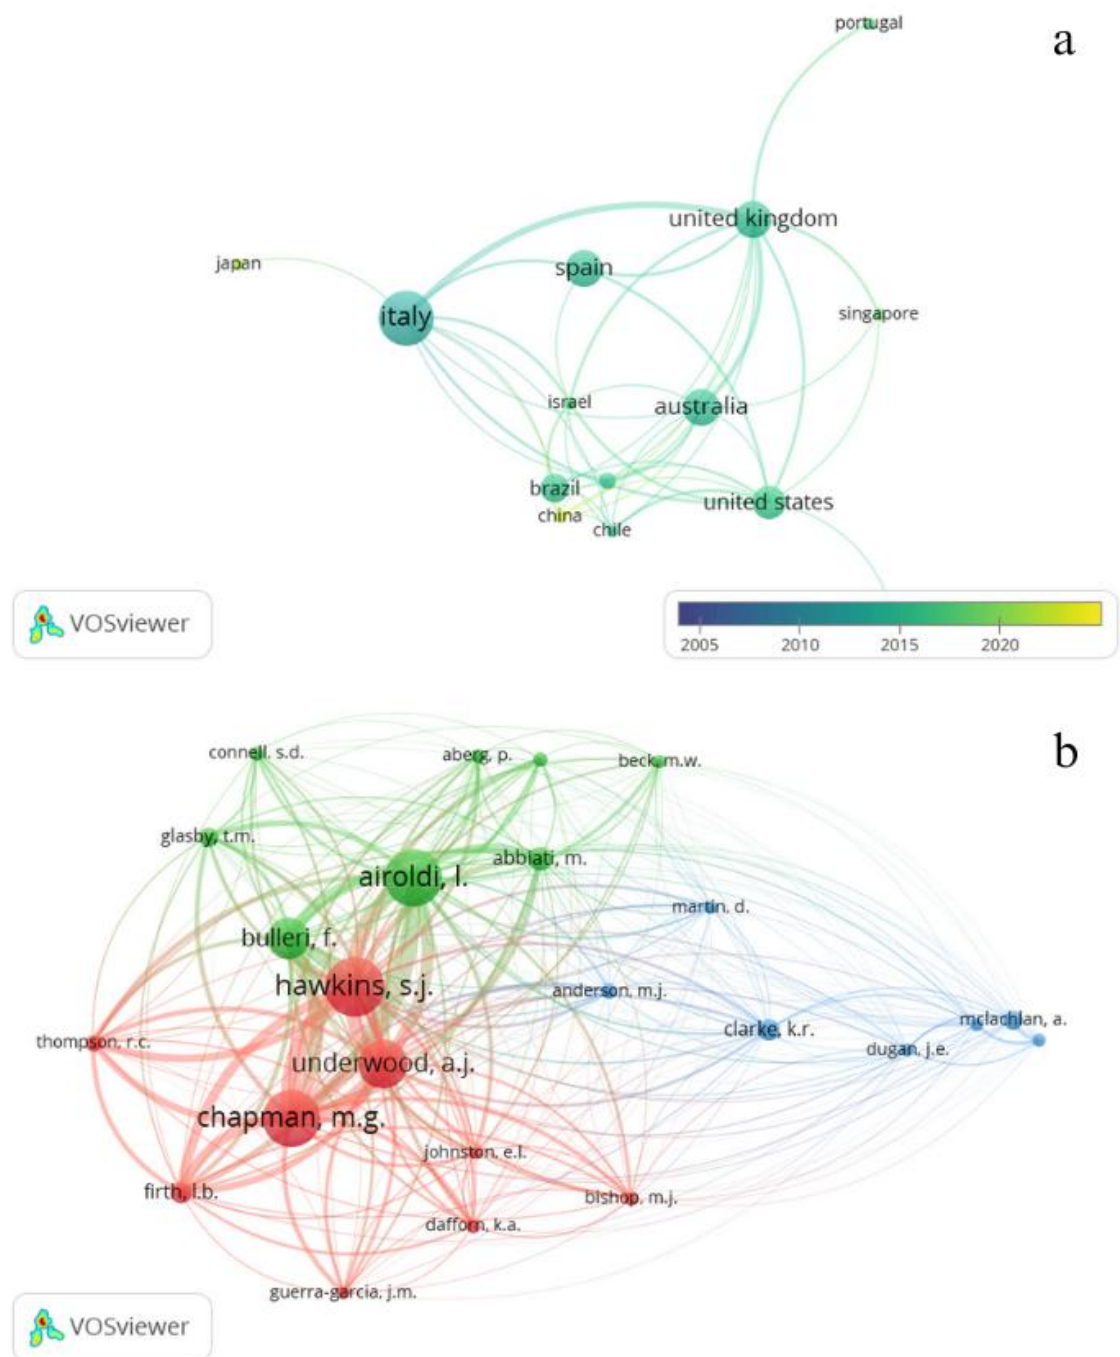 portugal
a
united kingdom
spain
japan
italy
singapore
israel
australia
brazil
united states
china
chile
VOSviewer
2005 2010 2015 2020
b
connell, s.d.
aberg, p.
beck, m.w.
glasby, t.m.
abbiati, m.
airoldi, l.
martin, d.
bulleri, f.
hawkins, s.j.
anderson, m.j.
mclachlan, a.
clarke, k.r.
thompson, r.c.
dugan, j.e.
underwood, a.j.
chapman, m.g.
johnston, e.l.
firth, l.b.
bishop, m.j.
dafforn, k.a.
guerra-garcia, j.m.
VOSviewer